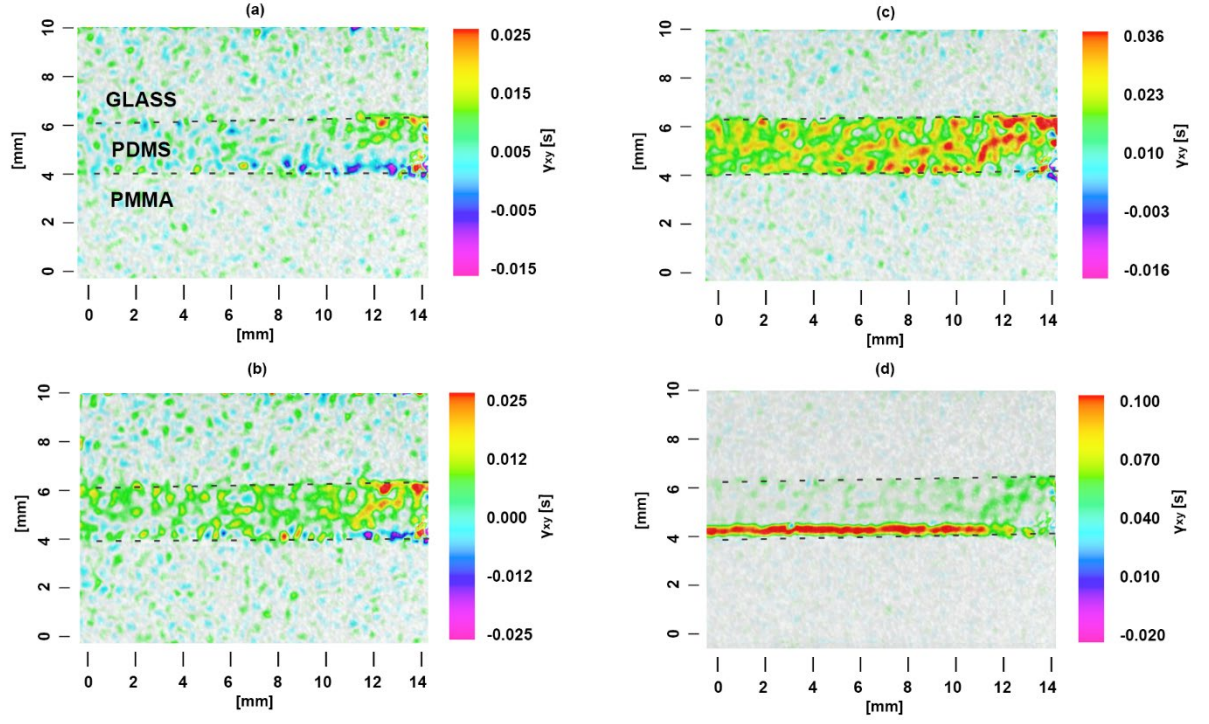 (a)
10
8
6
4
2
0
[mm]
GLASS
PDMS
PMMA
0 2 4 6 8 10 12 14
[mm]
0.025
0.015
0.005
-0.005
-0.015
γxy [s]
(c)
10
8
6
4
2
0
[mm]
0 2 4 6 8 10 12 14
[mm]
0.036
0.023
0.010
-0.003
-0.016
γxy [s]
(b)
10
8
6
4
2
0
[mm]
0 2 4 6 8 10 12 14
[mm]
0.025
0.012
0.000
-0.012
-0.025
γxy [s]
(d)
10
8
6
4
2
0
[mm]
0 2 4 6 8 10 12 14
[mm]
0.100
0.070
0.040
0.010
-0.020
γxy [s]